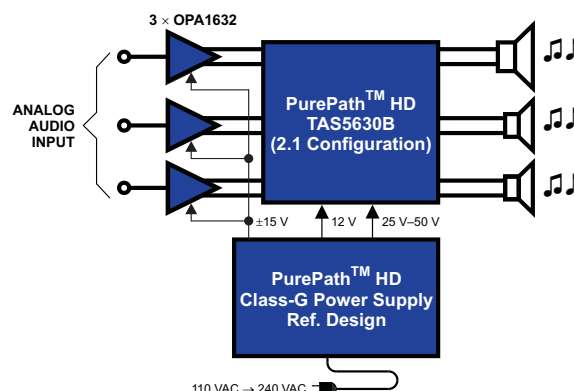 3 × OPA1632
ANALOG
AUDIO
INPUT
PurePath™ HD
TAS5630B
(2.1 Configuration)
±15 V
12 V
25 V–50 V
PurePath™ HD
Class-G Power Supply
Ref. Design
110 VAC → 240 VAC